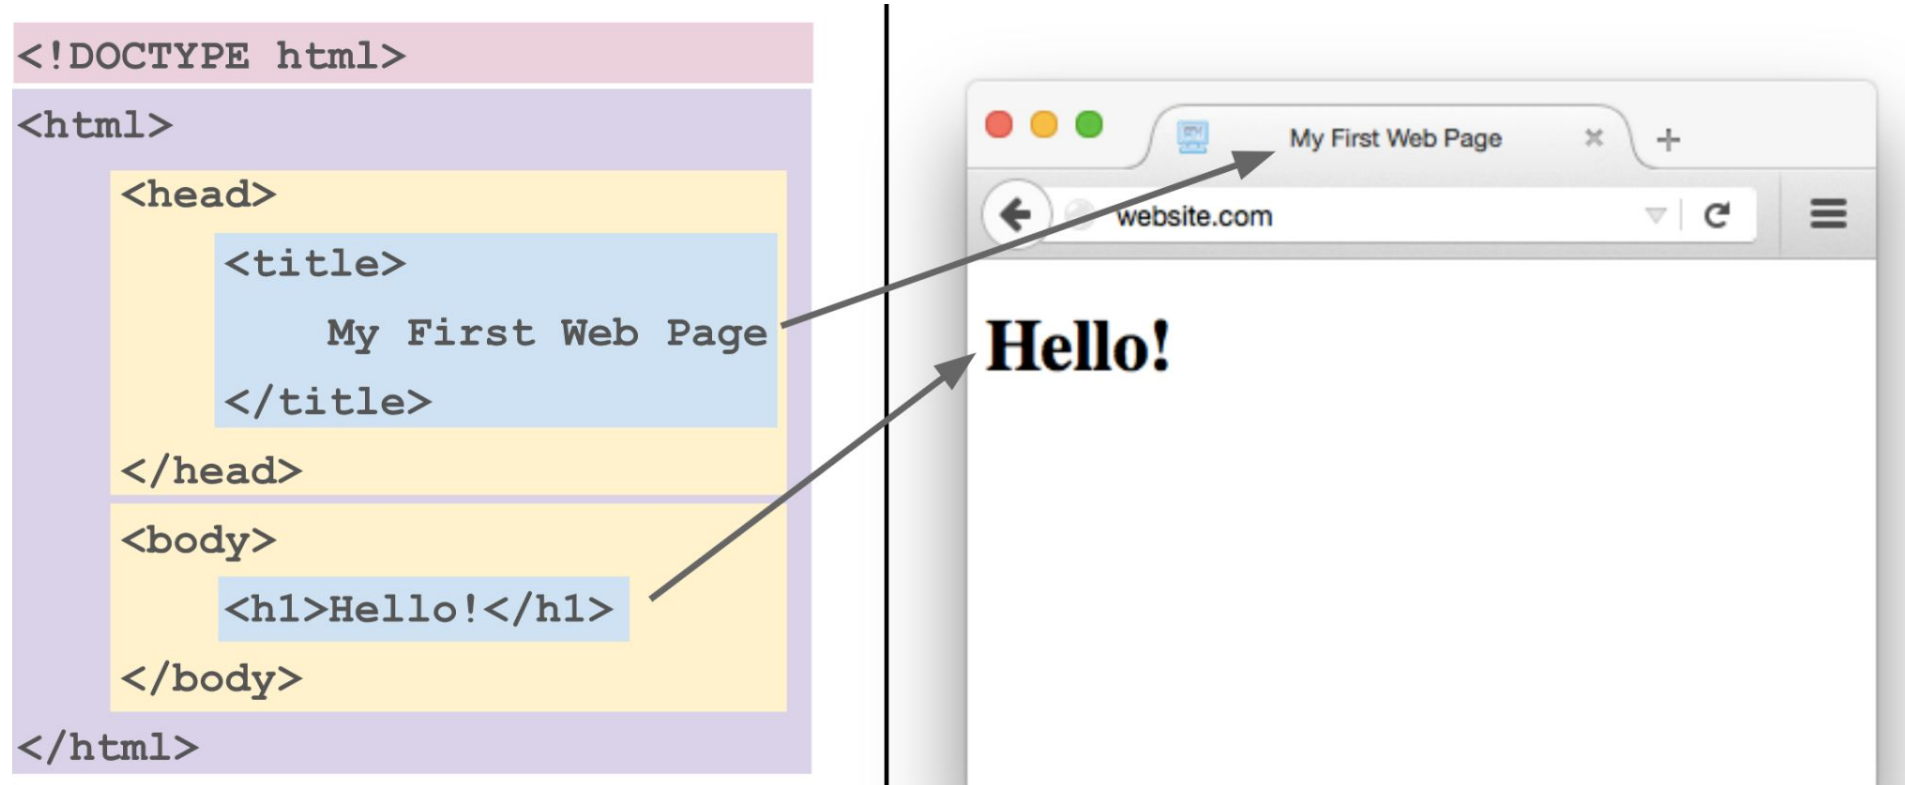 <!DOCTYPE html>
<html>
<head>
<title>
My First Web Page
</title>
</head>
<body>
<h1>Hello!</h1>
</body>
</html>
My First Web Page
website.com
Hello!